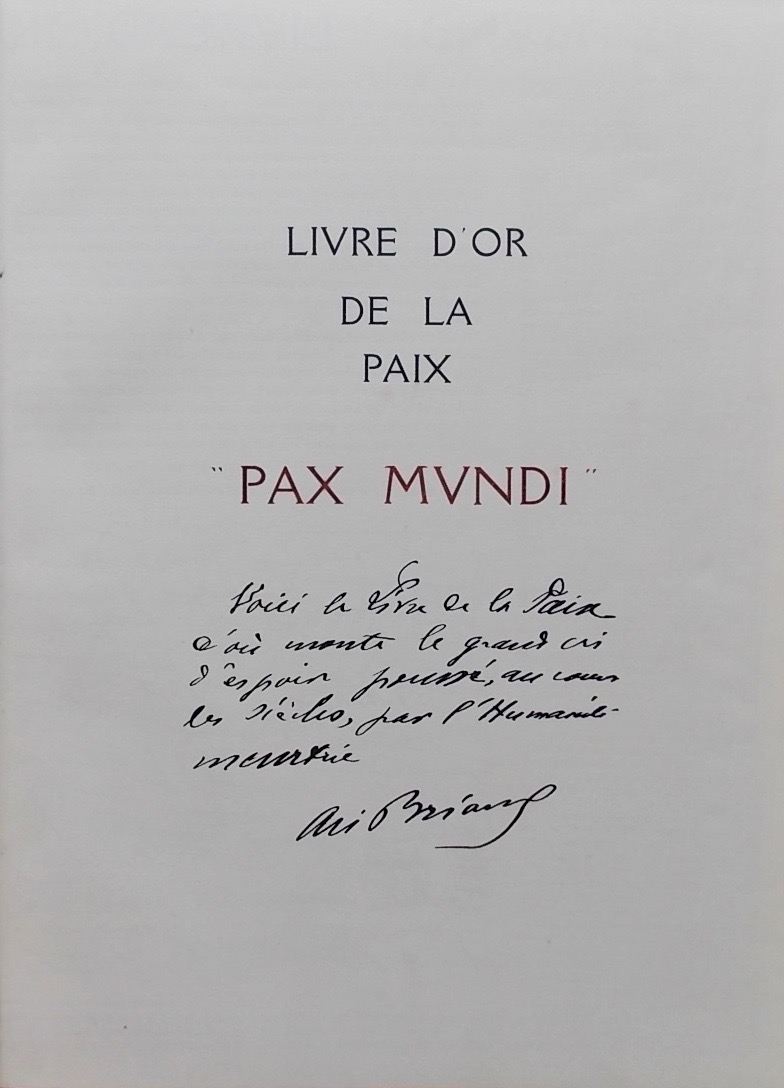 LIVRE D'OR
DE LA
PAIX
"PAX MVNDI"
Voici le Livre de la Paix
d'où monte le grand cri
d'espoir poussé, au cours
des siècles, par l'Humanité
meurtrie
Ari Briand